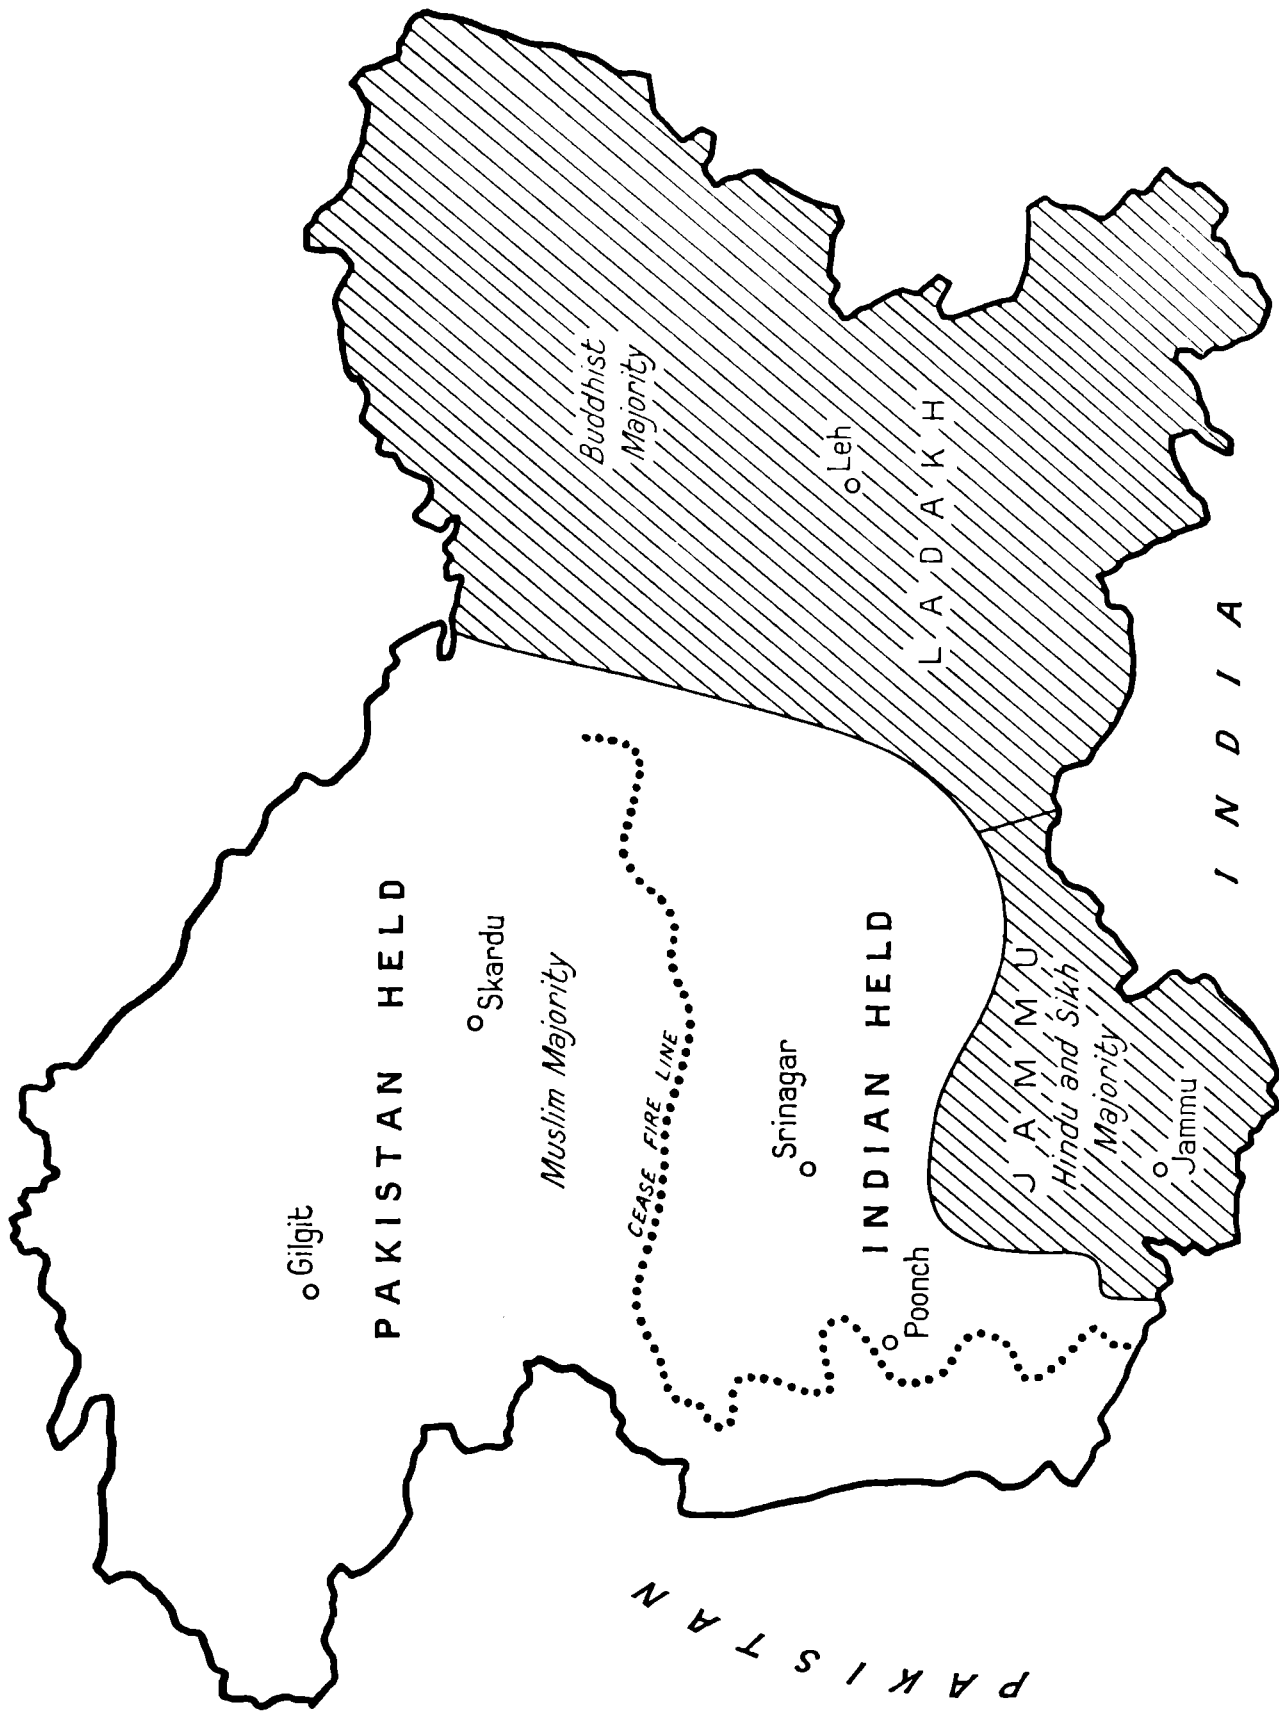 Gilgit
PAKISTAN HELD
Skardu
Muslim Majority
CEASE FIRE LINE
Buddhist
Majority
Srinagar
Leh
INDIAN HELD
LADAKH
Poonch
JAMMU
Hindu and Sikh
Majority
Jammu
PAKISTAN
INDIA